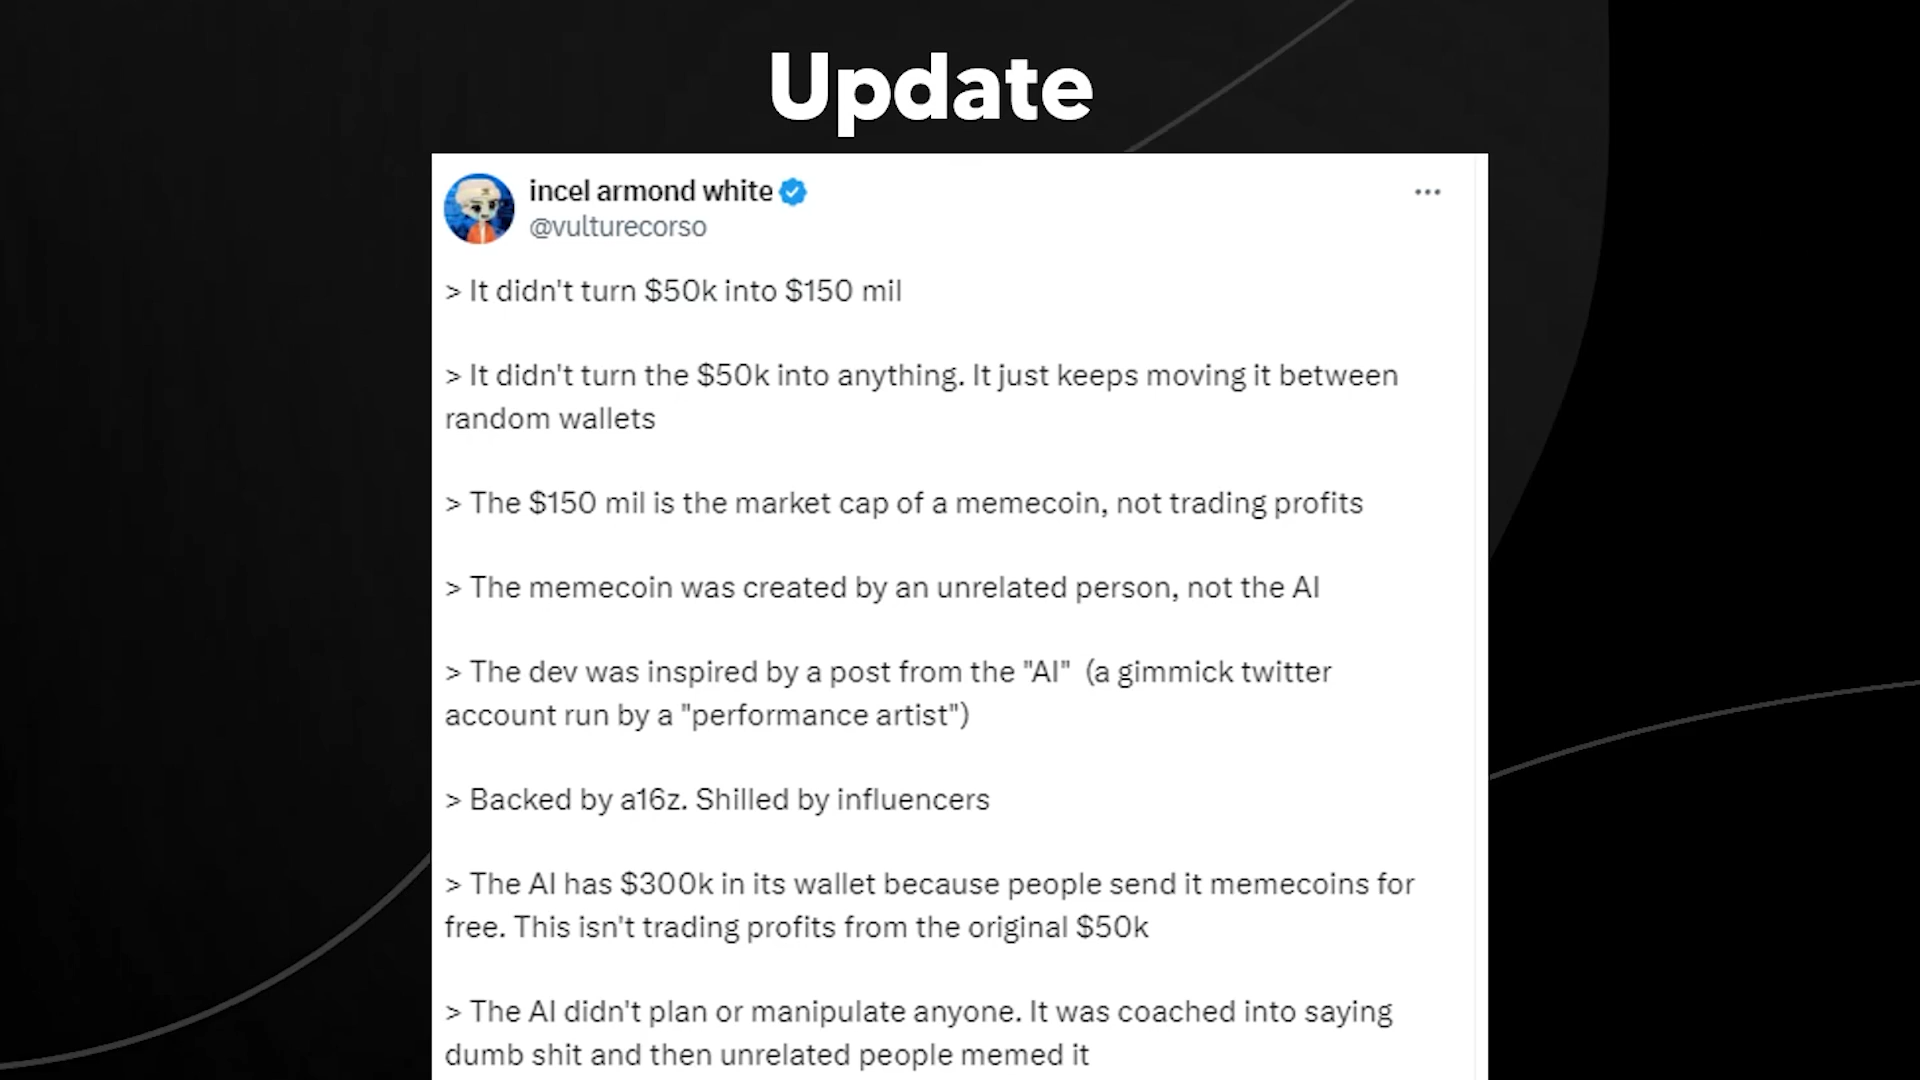 Update
incel armond white
@vulturecorso
> It didn't turn $50k into $150 mil
> It didn't turn the $50k into anything. It just keeps moving it between
random wallets
> The $150 mil is the market cap of a memecoin, not trading profits
> The memecoin was created by an unrelated person, not the AI
> The dev was inspired by a post from the "AI"  (a gimmick twitter
account run by a "performance artist")
> Backed by a16z. Shilled by influencers
> The AI has $300k in its wallet because people send it memecoins for
free. This isn't trading profits from the original $50k
> The AI didn't plan or manipulate anyone. It was coached into saying
dumb shit and then unrelated people memed it